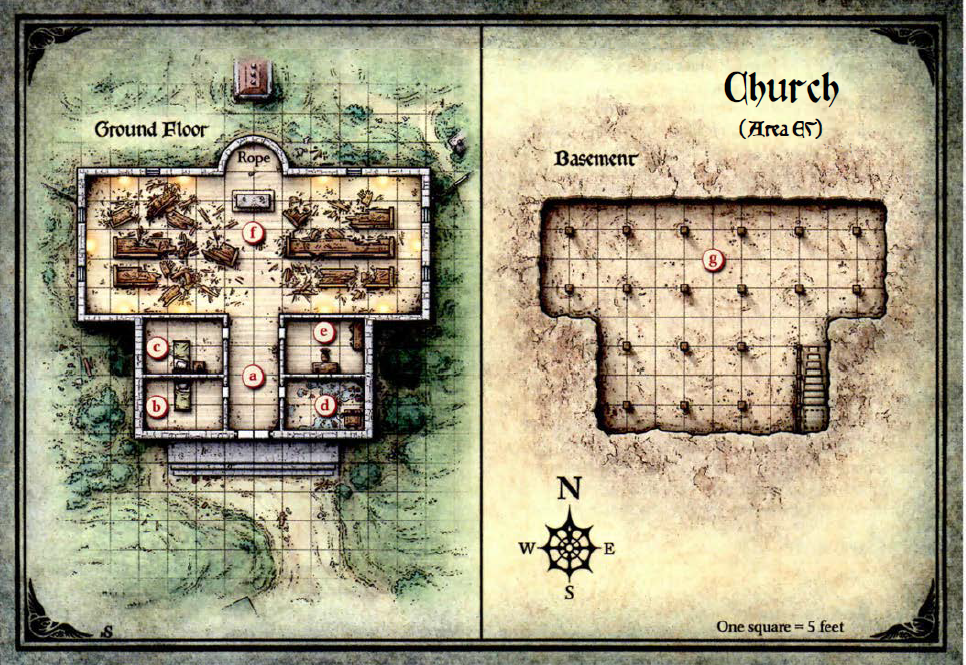 Church
(Area E5)
Ground Floor
Basement
Rope
f
g
e
c
a
b
d
N
W E
S
One square = 5 feet